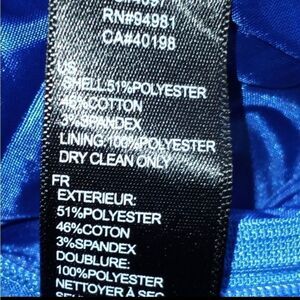 RN#94981
CA#40198
US
SHELL:51%POLYESTER
46%COTTON
3%SPANDEX
LINING:100%POLYESTER
DRY CLEAN ONLY
FR
EXTERIEUR:
51%POLYESTER
46%COTON
3%SPANDEX
DOUBLURE:
100%POLYESTER
NETTOYER À SEC